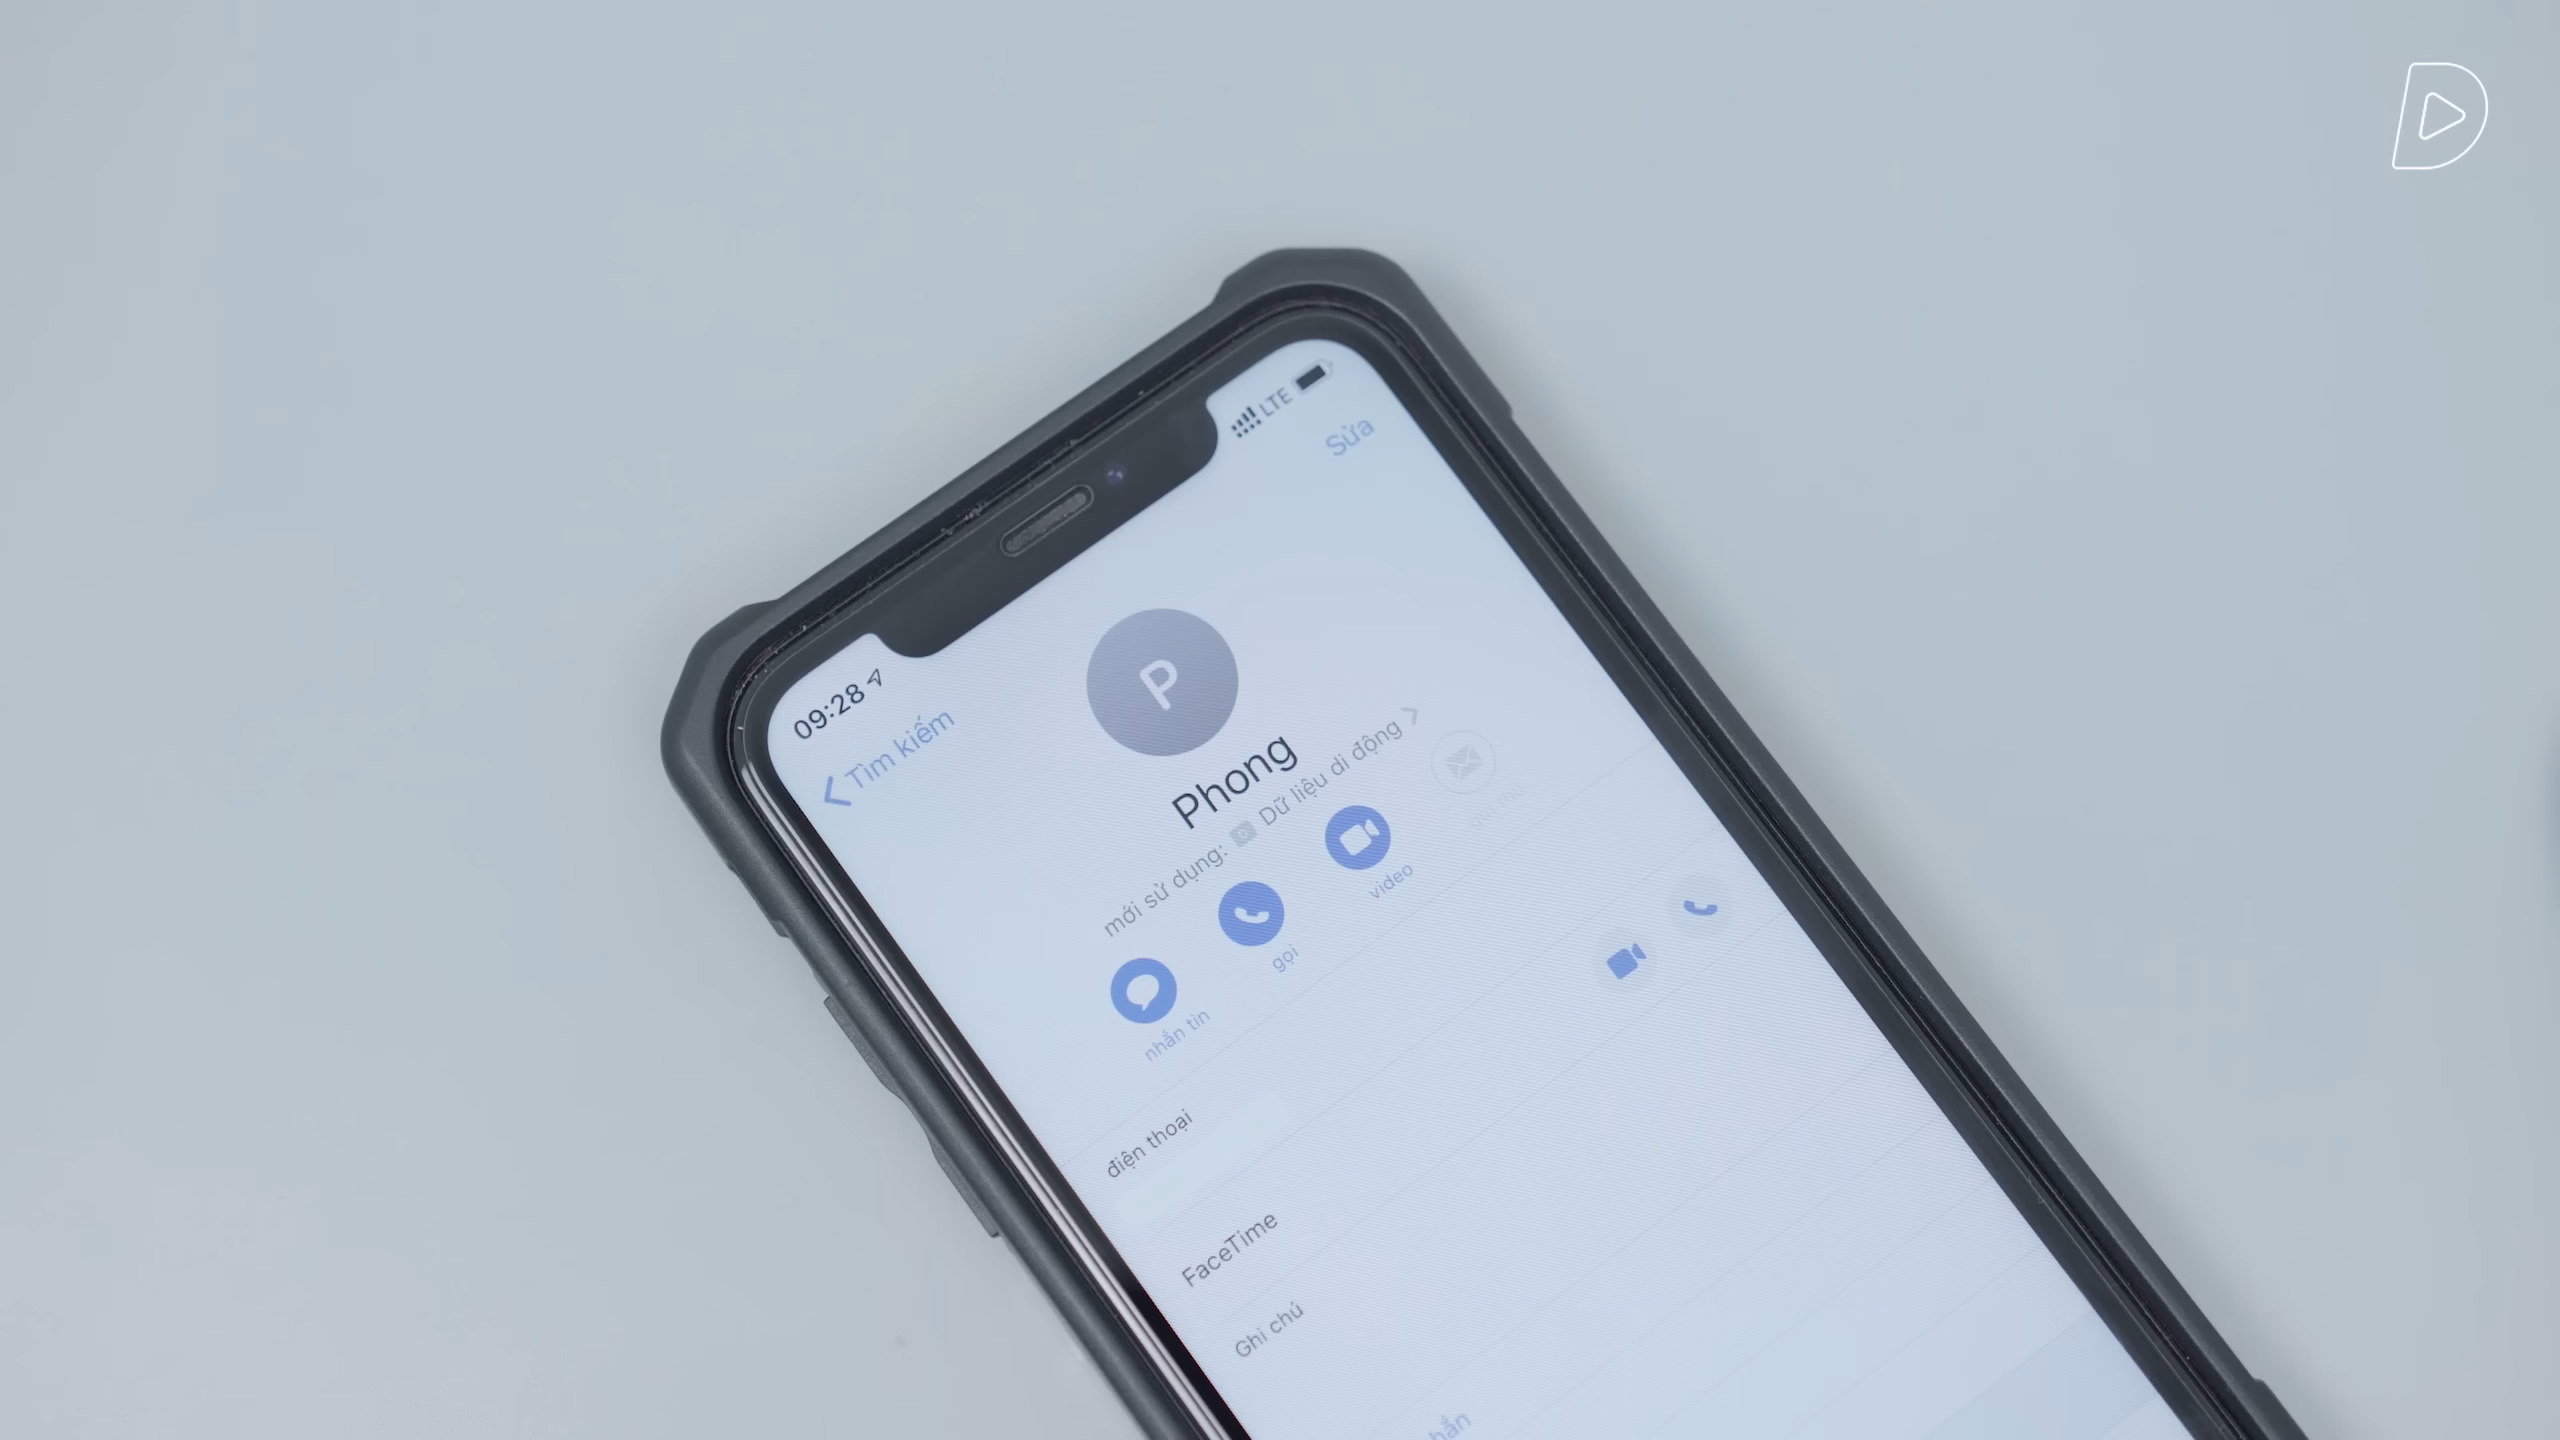 09:28
LTE
Tìm kiếm
Sửa
P
Phong
mới sử dụng: D Dữ liệu di động
nhắn tin
gọi
video
điện thoại
FaceTime
Ghi chú